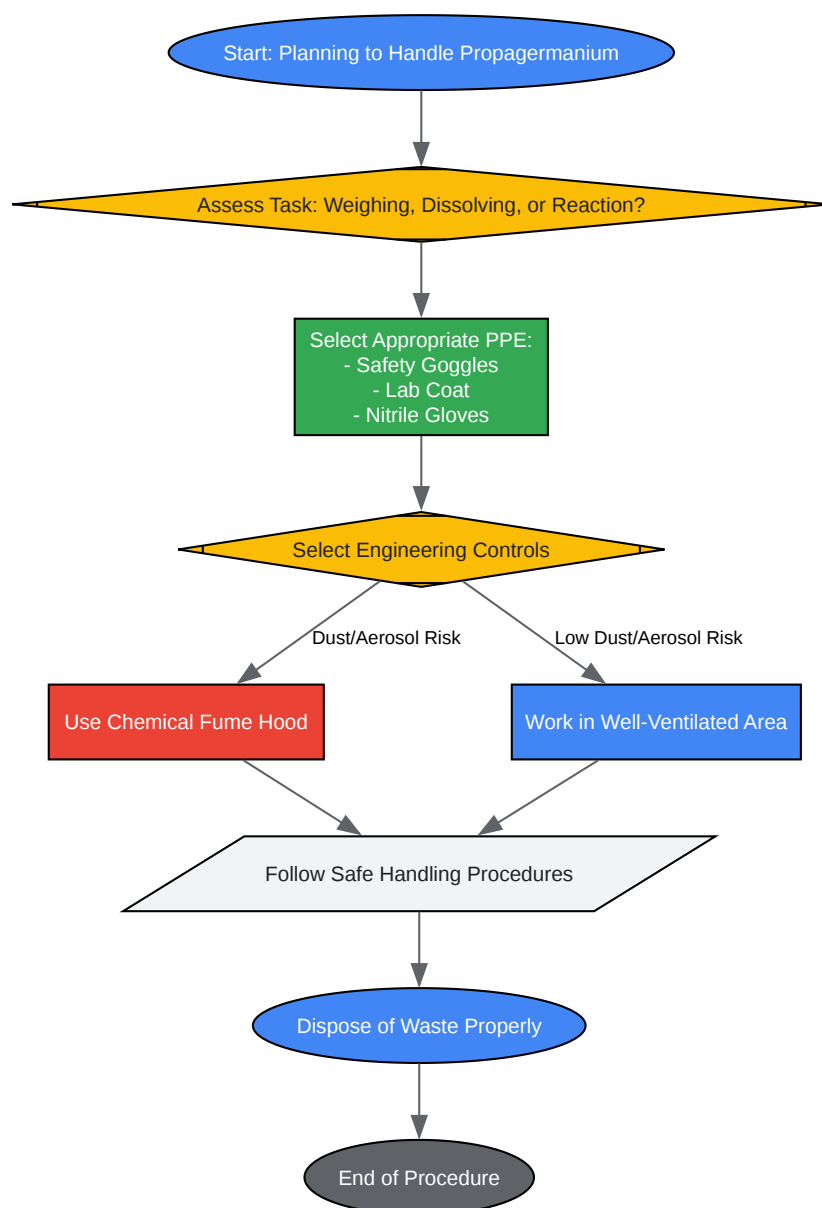 Start: Planning to Handle Propagermanium
Assess Task: Weighing, Dissolving, or Reaction?
Select Appropriate PPE:
- Safety Goggles
- Lab Coat
- Nitrile Gloves
Select Engineering Controls
Dust/Aerosol Risk
Low Dust/Aerosol Risk
Use Chemical Fume Hood
Work in Well-Ventilated Area
Follow Safe Handling Procedures
Dispose of Waste Properly
End of Procedure